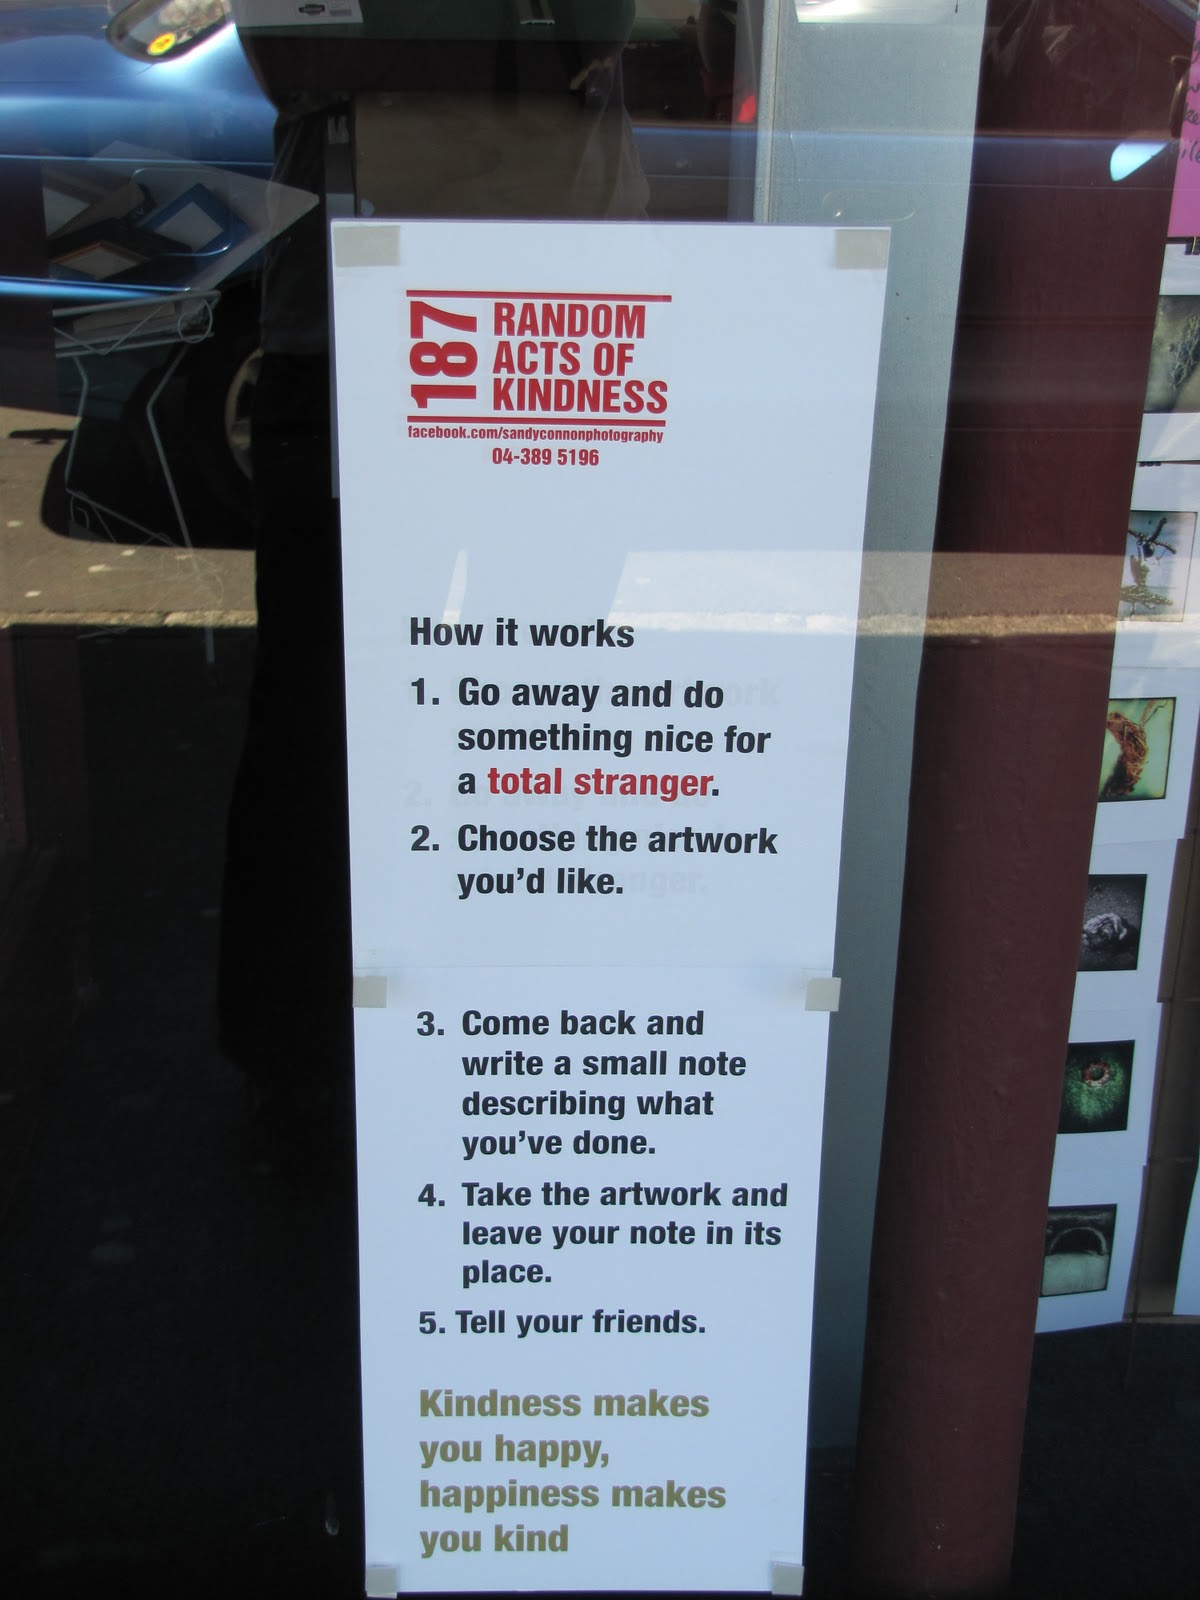 187
RANDOM
ACTS OF
KINDNESS
facebook.com/sandyconnonphotography
04-389 5196
How it works
1. Go away and do
something nice for
a total stranger.
2. Choose the artwork
you'd like.
3. Come back and
write a small note
describing what
you've done.
4. Take the artwork and
leave your note in its
place.
5. Tell your friends.
Kindness makes
you happy,
happiness makes
you kind